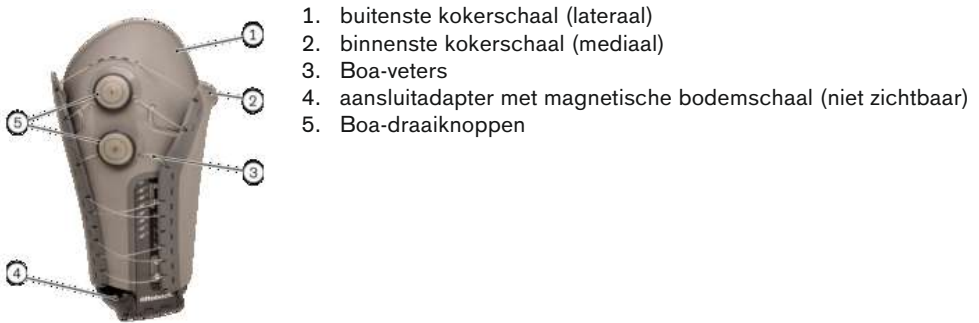 1
2
3
4
5
1. buitenste kokerschaal (lateraal)
2. binnenste kokerschaal (mediaal)
3. Boa-veters
4. aansluitadapter met magnetische bodemschaal (niet zichtbaar)
5. Boa-draaiknoppen